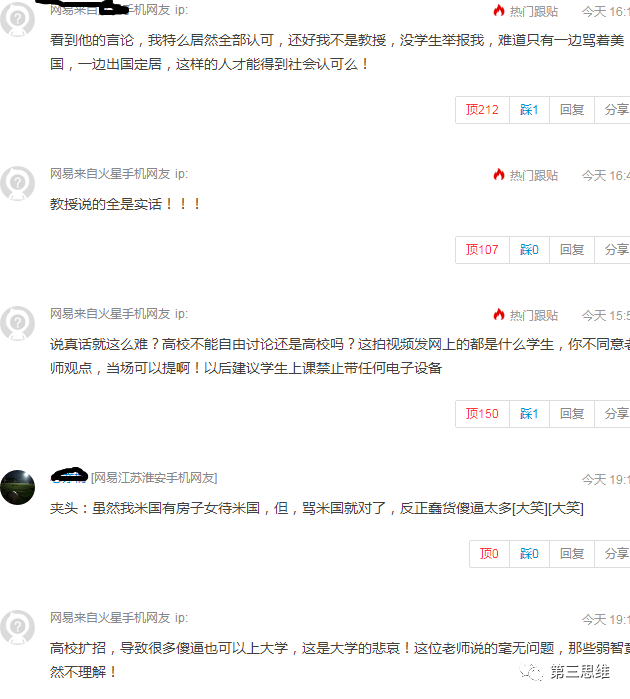 网易来自火星手机网友 ip:
热门跟贴 今天 16:1
看到他的言论，我特么居然全部认可，还好我不是教授，没学生举报我，难道只有一边骂着美
国，一边出国定居，这样的人才能得到社会认可么！
顶212 踩1 回复 分享
网易来自火星手机网友 ip:
热门跟贴 今天 16:4
教授说的全是实话！！！
顶107 踩0 回复 分享
网易来自火星手机网友 ip:
热门跟贴 今天 15:5
说真话就这么难？高校不能自由讨论还是高校吗？这拍视频发网上的都是什么学生，你不同意老
师观点，当场可以提啊！以后建议学生上课禁止带任何电子设备
顶150 踩1 回复 分享
[网易江苏淮安手机网友]
今天 19:1
夹头：虽然我米国有房子女待米国，但，骂米国就对了，反正蠢货傻逼太多[大笑][大笑]
顶0 踩0 回复 分享
网易来自火星手机网友 ip:
今天 19:1
高校扩招，导致很多傻逼也可以上大学，这是大学的悲哀！这位老师说的毫无问题，那些弱智竟
然不理解！
第三思维